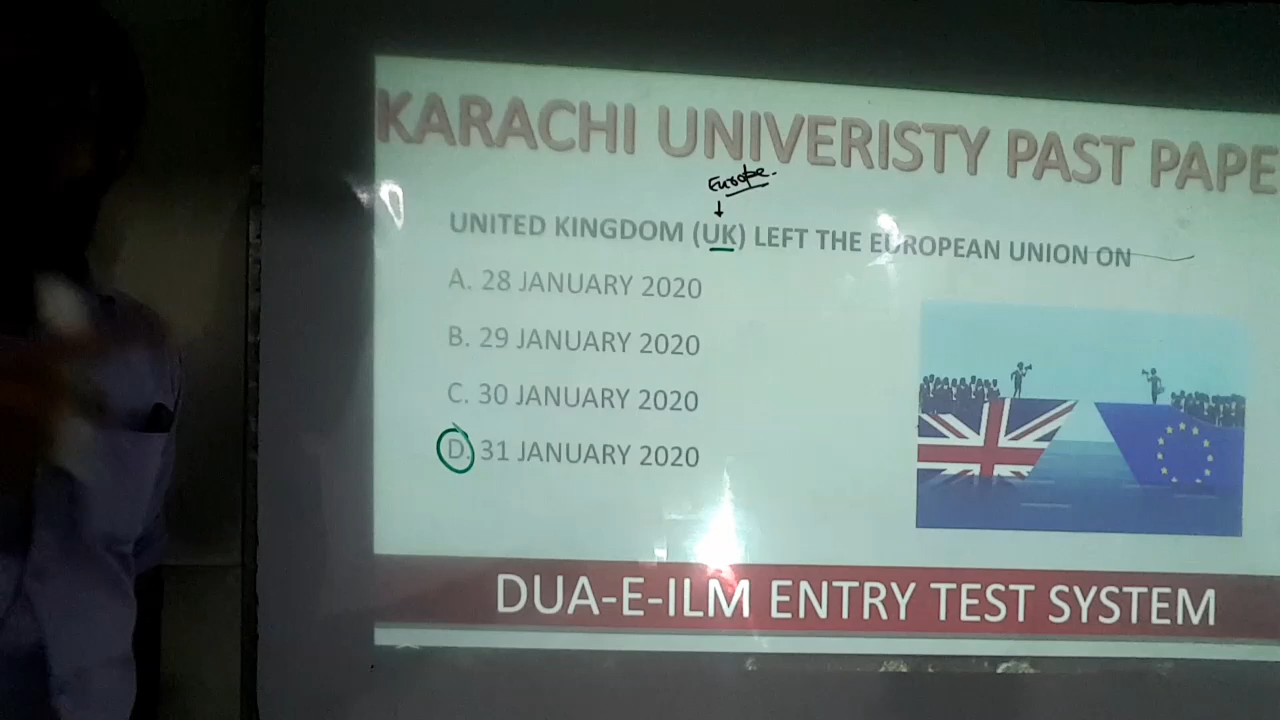 KARACHI UNIVERISTY PAST PAPE
Europe.
UNITED KINGDOM (UK) LEFT THE EUROPEAN UNION ON
A. 28 JANUARY 2020
B. 29 JANUARY 2020
C. 30 JANUARY 2020
D. 31 JANUARY 2020
DUA-E-ILM ENTRY TEST SYSTEM